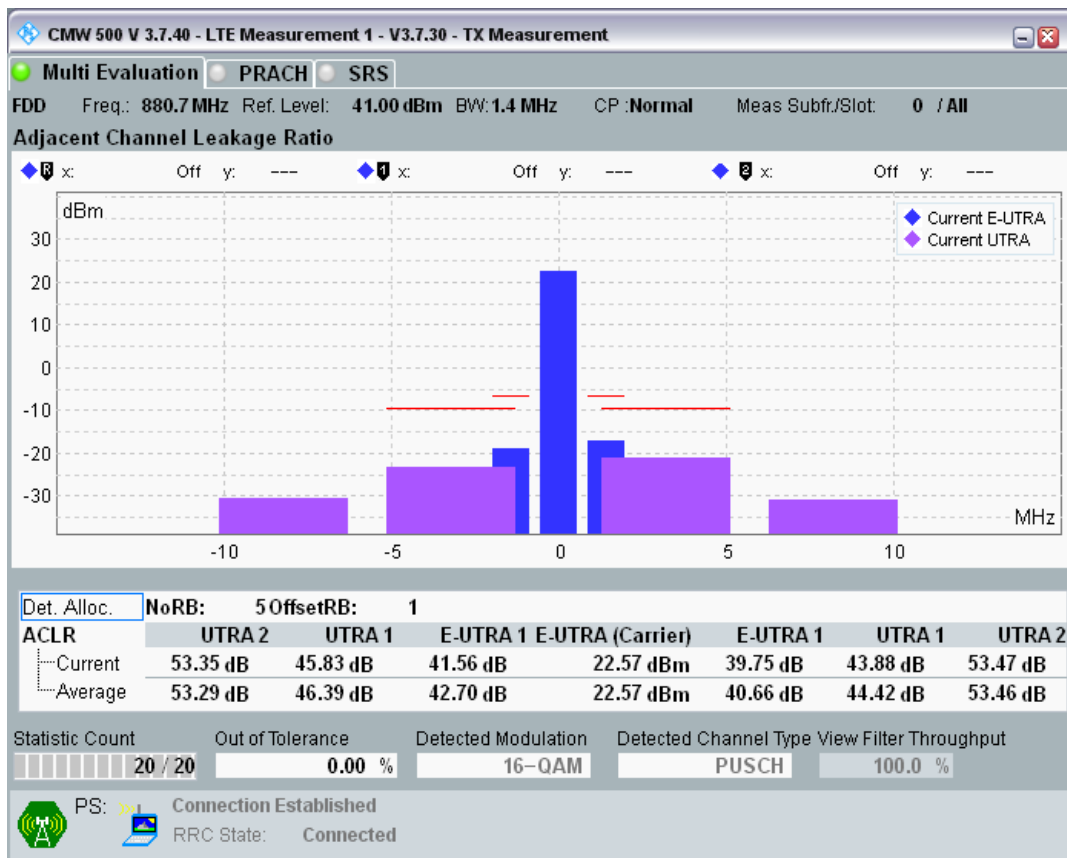 CMW 500 V 3.7.40 - LTE Measurement 1 - V3.7.30 - TX Measurement
Multi Evaluation PRACH SRS
FDD Freq.: 880.7 MHz Ref. Level: 41.00 dBm BW: 1.4 MHz CP :Normal Meas Subfr./Slot: 0 / All
Adjacent Channel Leakage Ratio
R x: Off y: --- 1 x: Off y: --- 2 x: Off y: ---
dBm
Current E-UTRA
Current UTRA
30
20
10
0
-10
-20
-30
MHz
-10 -5 0 5 10
Det. Alloc. NoRB: 5 OffsetRB: 1
ACLR UTRA 2 UTRA 1 E-UTRA 1 E-UTRA (Carrier) E-UTRA 1 UTRA 1 UTRA 2
Current 53.35 dB 45.83 dB 41.56 dB 22.57 dBm 39.75 dB 43.88 dB 53.47 dB
Average 53.29 dB 46.39 dB 42.70 dB 22.57 dBm 40.66 dB 44.42 dB 53.46 dB
Statistic Count Out of Tolerance Detected Modulation Detected Channel Type View Filter Throughput
20 / 20 0.00 % 16-QAM PUSCH 100.0 %
PS: Connection Established
RRC State: Connected